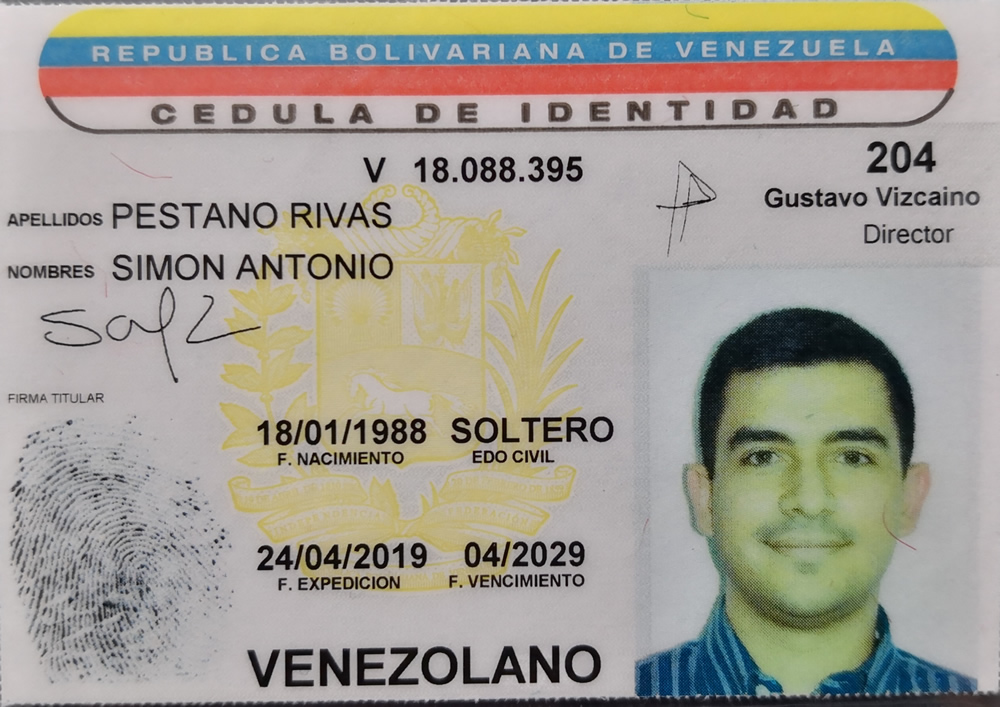 REPUBLICA BOLIVARIANA DE VENEZUELA
CEDULA DE IDENTIDAD
V 18.088.395
204
Gustavo Vizcaino
Director
APELLIDOS PESTANO RIVAS
NOMBRES SIMON ANTONIO
FIRMA TITULAR
18/01/1988 SOLTERO
F. NACIMIENTO EDO CIVIL
24/04/2019 04/2029
F. EXPEDICION F. VENCIMIENTO
VENEZOLANO